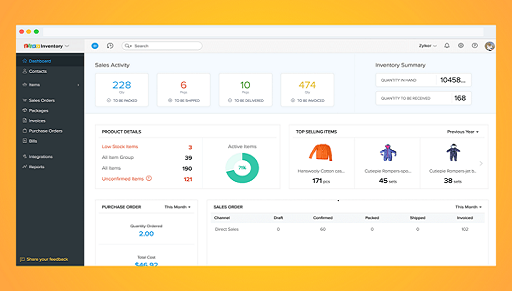 Inventory
Search
Zylker
Dashboard
Contacts
Items
Sales Orders
Packages
Invoices
Purchase Orders
Bills
Integrations
Reports
Share your feedback
Sales Activity
228
Qty
TO BE PACKED
6
Pkgs
TO BE SHIPPED
10
Pkgs
TO BE DELIVERED
474
Qty
TO BE INVOICED
Inventory Summary
QUANTITY IN HAND 10458...
QUANTITY TO BE RECEIVED 168
PRODUCT DETAILS
Low Stock Items 3
All Item Group 39
All Items 190
Unconfirmed Items 121
Active Items
71%
TOP SELLING ITEMS Previous Year
Hanswooly Cotton cas...
171 pcs
Cutiepie Rompers-spo...
45 sets
Cutiepie Rompers-jet b...
38 sets
PURCHASE ORDER This Month
Quantity Ordered
2.00
Total Cost
$46.92
SALES ORDER This Month
Channel Draft Confirmed Packed Shipped Invoiced
Direct Sales 0 60 0 0 102